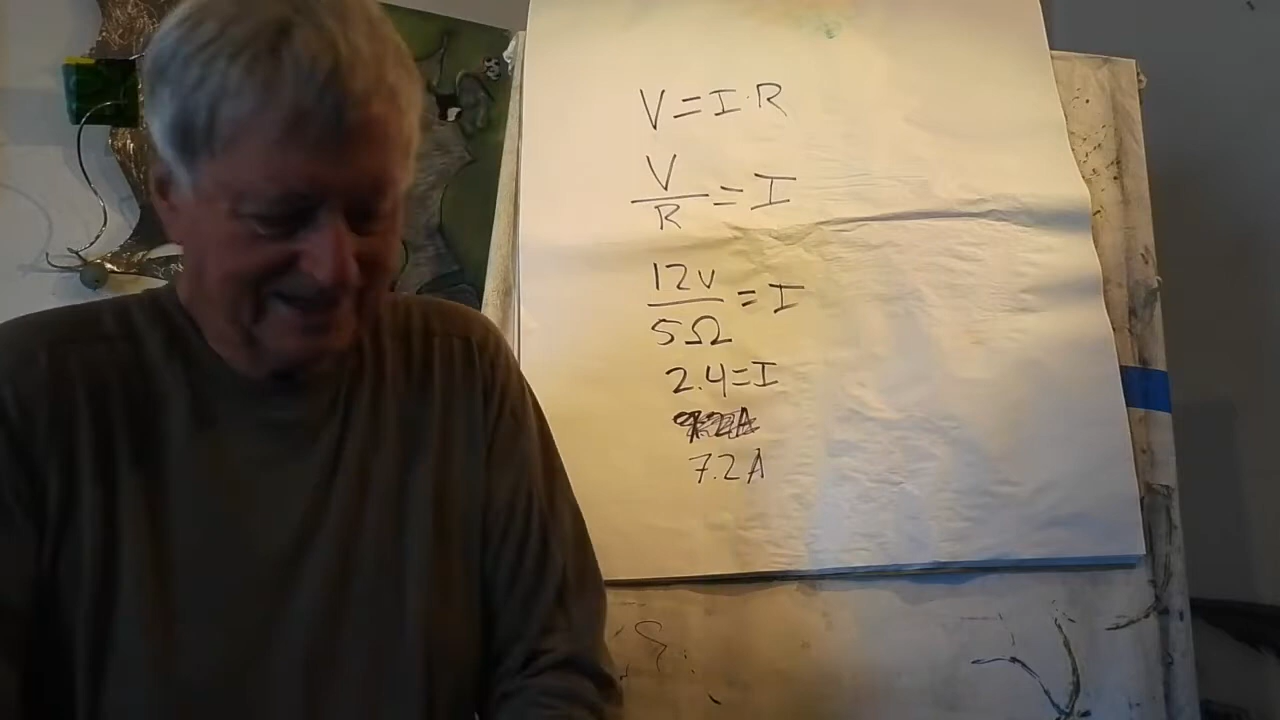 V=I·R
V/R=I
12V/5Ω=I
2.4=I
7.2A